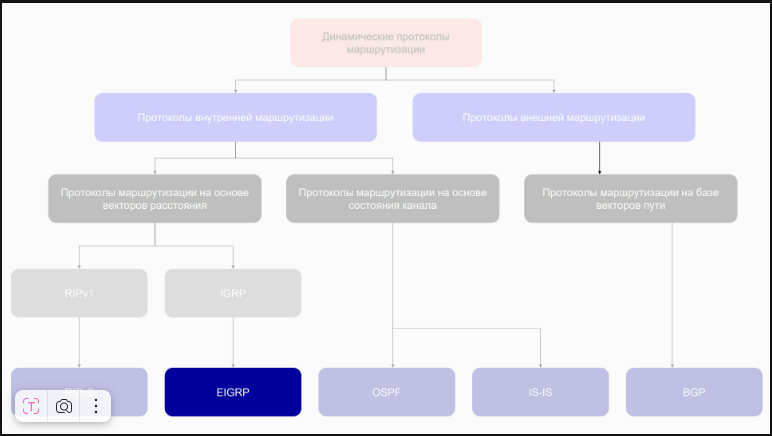 Динамические протоколы
маршрутизации
Протоколы внутренней маршрутизации
Протоколы внешней маршрутизации
Протоколы маршрутизации на основе
векторов расстояния
Протоколы маршрутизации на основе
состояния канала
Протоколы маршрутизации на базе
векторов пути
RIPv1
IGRP
EIGRP
OSPF
IS-IS
BGP